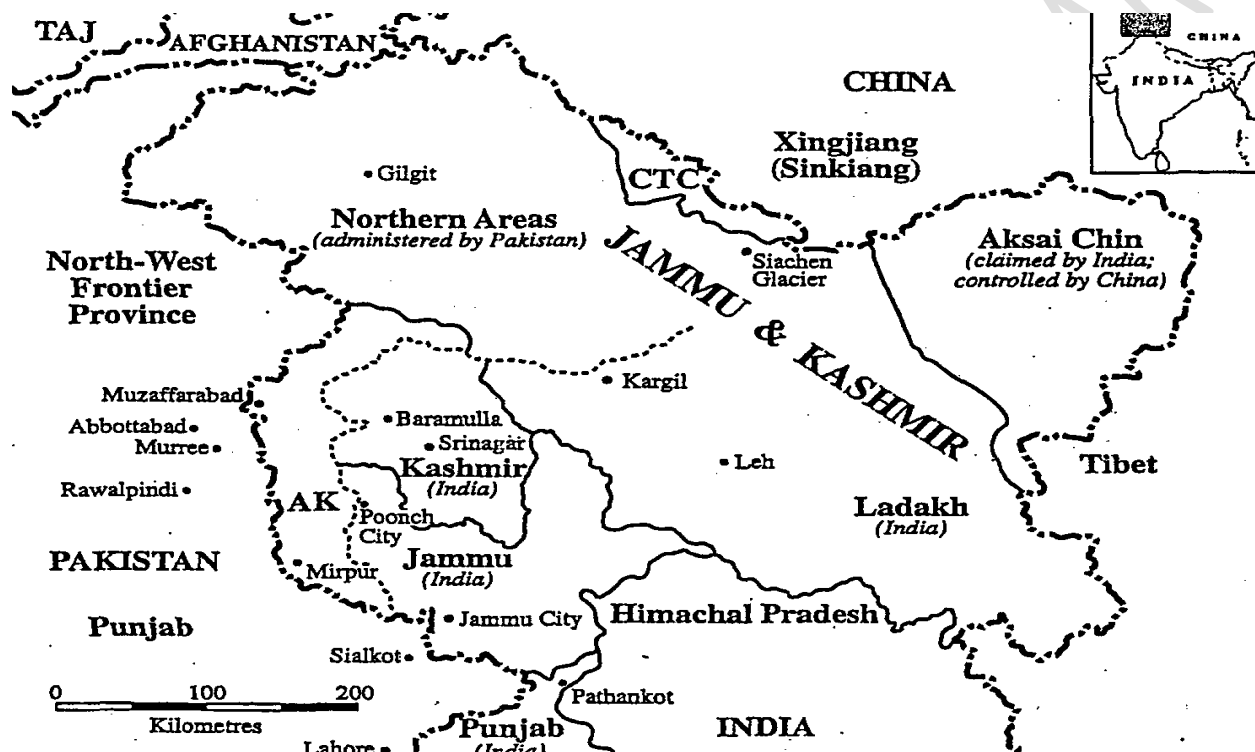 TAJ
AFGHANISTAN
CHINA
INDIA
CHINA
Xingjiang
(Sinkiang)
CTC
Gilgit
Northern Areas
(administered by Pakistan)
Siachen
Glacier
Aksai Chin
(claimed by India;
controlled by China)
North-West
Frontier
Province
JAMMU & KASHMIR
Kargil
Muzaffarabad
Abbottabad
Murree
Baramulla
Srinagar
Kashmir
(India)
Leh
Tibet
Rawalpindi
AK
Poonch
City
Ladakh
(India)
PAKISTAN
Mirpur
Jammu
(India)
Punjab
Jammu City
Himachal Pradesh
Sialkot
0 100 200
Kilometres
Pathankot
Punjab
(India)
INDIA
Lahore